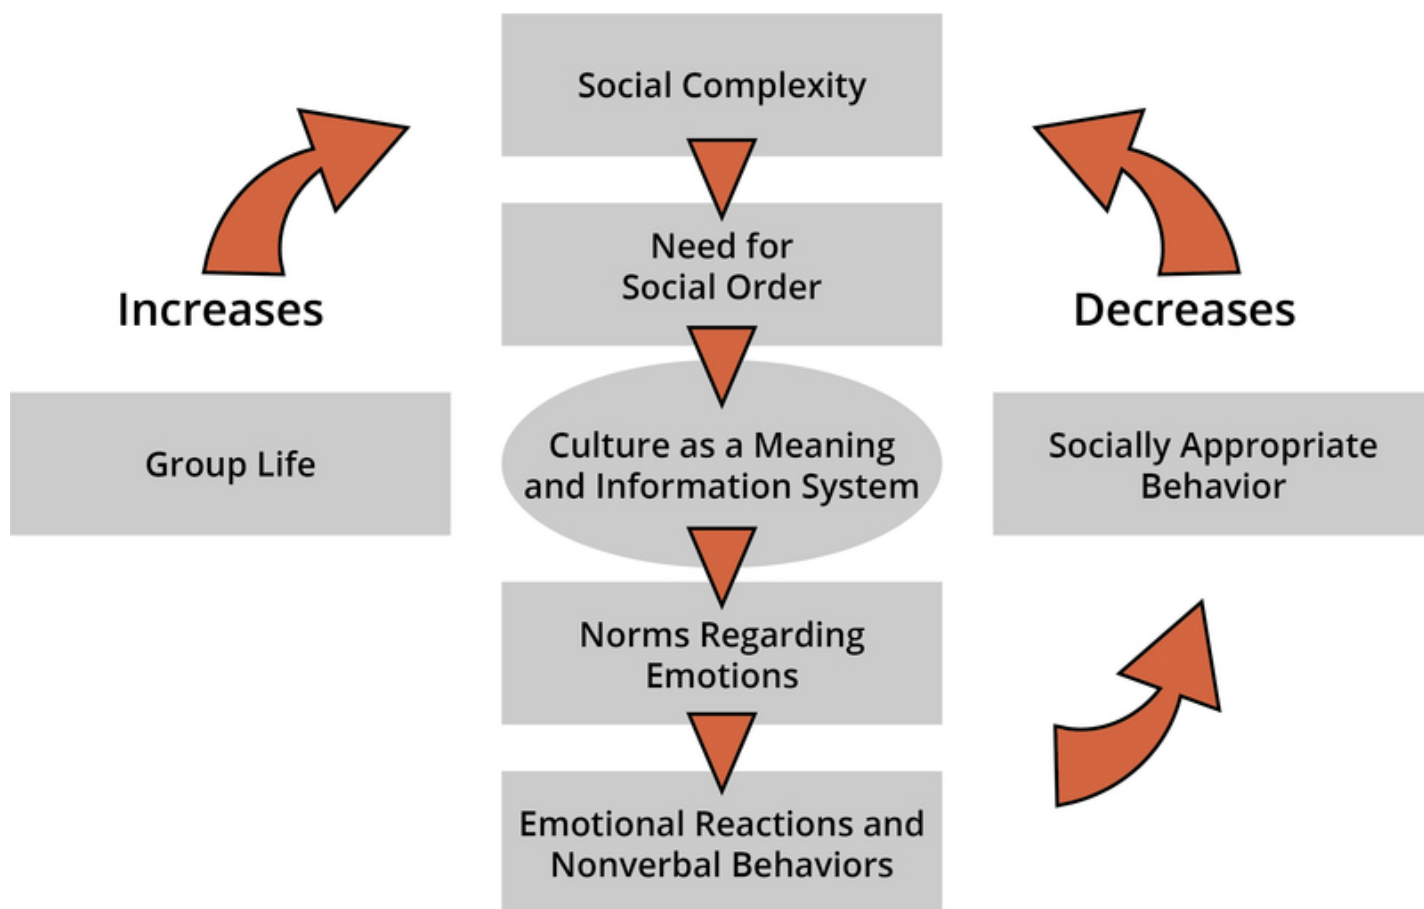 Social Complexity
Need for
Social Order
Increases
Decreases
Group Life
Culture as a Meaning
and Information System
Socially Appropriate
Behavior
Norms Regarding
Emotions
Emotional Reactions and
Nonverbal Behaviors